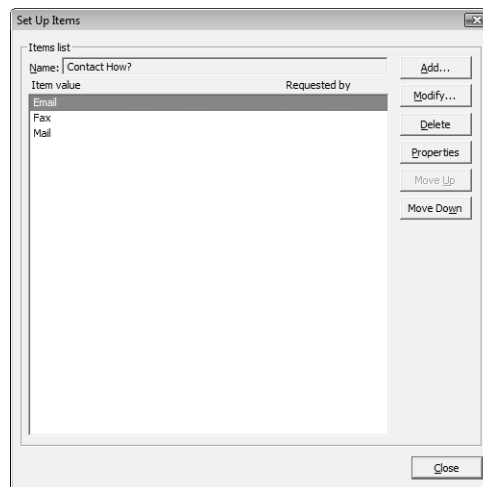 Set Up Items
Items list
Name: Contact How?
Item value Requested by
Email
Fax
Mail
Add...
Modify...
Delete
Properties
Move Up
Move Down
Close